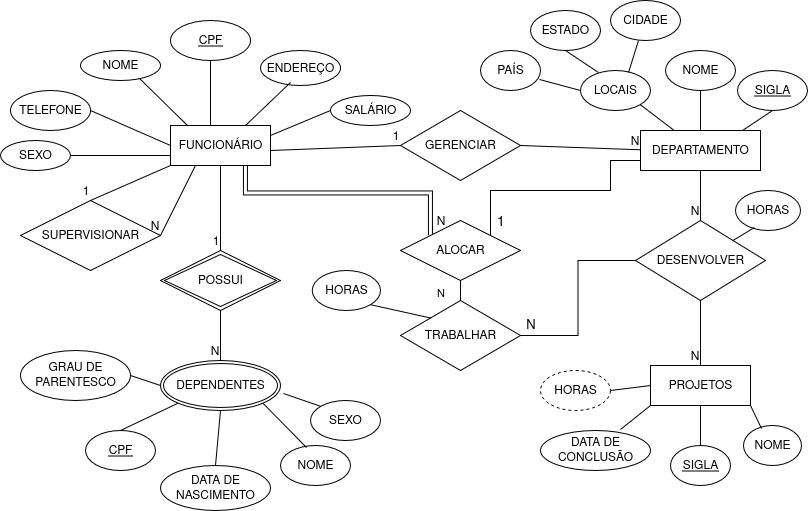 CIDADE
ESTADO
CPF
NOME
ENDEREÇO
PAÍS
NOME
LOCAIS
SIGLA
TELEFONE
SALÁRIO
1
GERENCIAR
N
FUNCIONÁRIO
DEPARTAMENTO
SEXO
1
N
SUPERVISIONAR
1
POSSUI
N
N
1
ALOCAR
N
HORAS
DESENVOLVER
HORAS
N
TRABALHAR
N
N
GRAU DE
PARENTESCO
DEPENDENTES
HORAS
PROJETOS
SEXO
CPF
DATA DE
CONCLUSÃO
NOME
NOME
SIGLA
DATA DE
NASCIMENTO